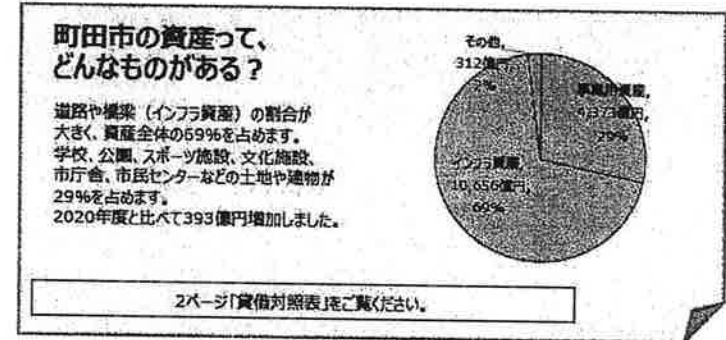 町田市の資産って、
どんなものがある？
道路や橋梁（インフラ資産）の割合が
大きく、資産全体の69%を占めます。
学校、公園、スポーツ施設、文化施設、
市庁舎、市民センターなどの土地や建物が
29%を占めます。
2020年度と比べて393億円増加しました。
その他,
312億円,
2%
事業用資産,
4,373億円,
29%
インフラ資産,
10,656億円,
69%
2ページ「貸借対照表」をご覧ください。